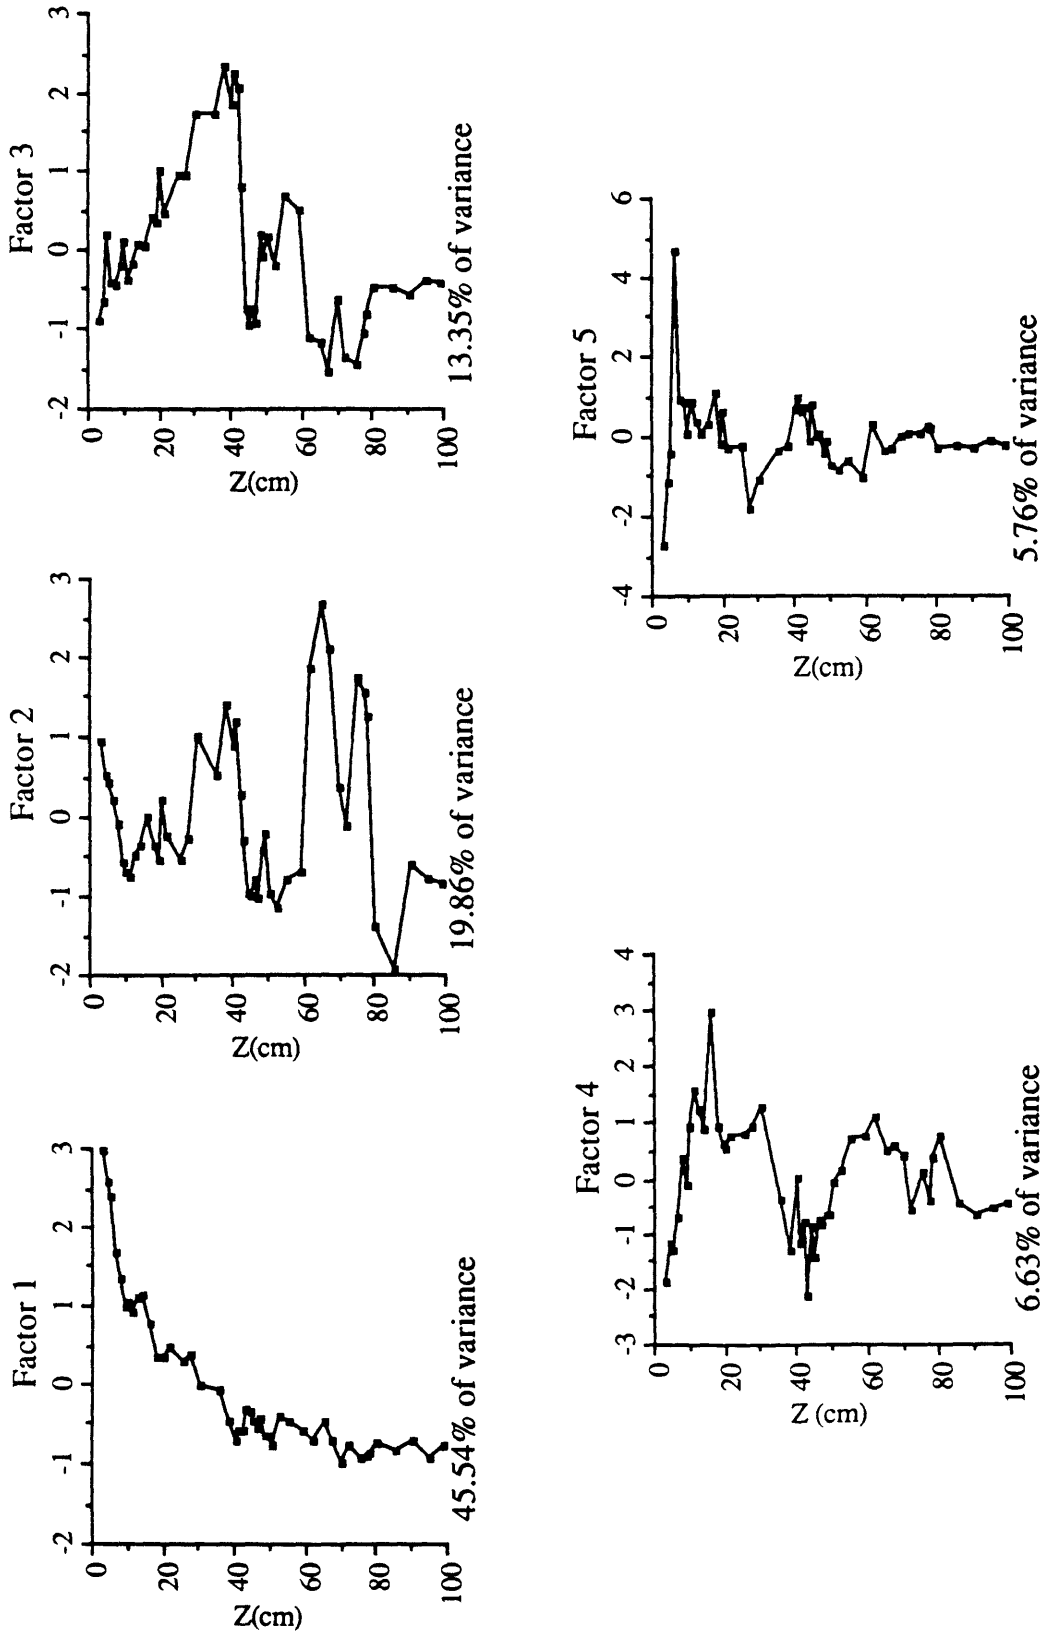 Factor 1
-2 -1 0 1 2 3
0
20
40
60
80
100
Z(cm)
45.54% of variance
Factor 2
-2 -1 0 1 2 3
0
20
40
60
80
100
Z(cm)
19.86% of variance
Factor 3
-2 -1 0 1 2 3
0
20
40
60
80
100
Z(cm)
13.35% of variance
Factor 4
-3 -2 -1 0 1 2 3 4
0
20
40
60
80
100
Z (cm)
6.63% of variance
Factor 5
-4 -2 0 2 4 6
0
20
40
60
80
100
Z(cm)
5.76% of variance